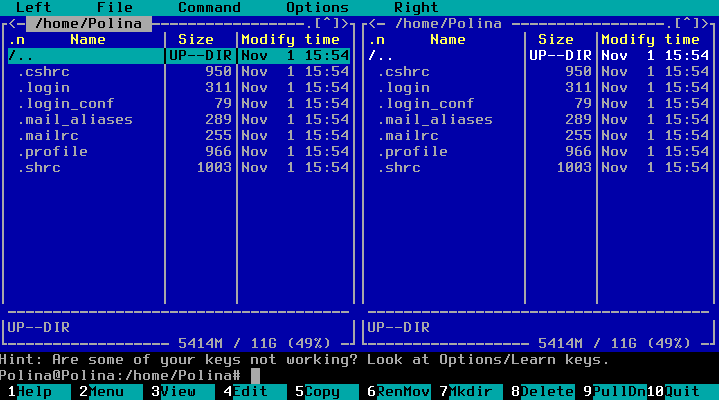 Left File Command Options Right
<- /home/Polina .[^]> <- /home/Polina .[^]>
.n Name Size Modify time .n Name Size Modify time
/.. UP--DIR Nov 1 15:54 /.. UP--DIR Nov 1 15:54
.cshrc 950 Nov 1 15:54 .cshrc 950 Nov 1 15:54
.login 311 Nov 1 15:54 .login 311 Nov 1 15:54
.login_conf 79 Nov 1 15:54 .login_conf 79 Nov 1 15:54
.mail_aliases 289 Nov 1 15:54 .mail_aliases 289 Nov 1 15:54
.mailrc 255 Nov 1 15:54 .mailrc 255 Nov 1 15:54
.profile 966 Nov 1 15:54 .profile 966 Nov 1 15:54
.shrc 1003 Nov 1 15:54 .shrc 1003 Nov 1 15:54
UP--DIR UP--DIR
5414M / 11G (49%) 5414M / 11G (49%)
Hint: Are some of your keys not working? Look at Options/Learn keys.
Polina@Polina:/home/Polina#
1Help 2Menu 3View 4Edit 5Copy 6RenMov 7Mkdir 8Delete 9PullDn 10Quit